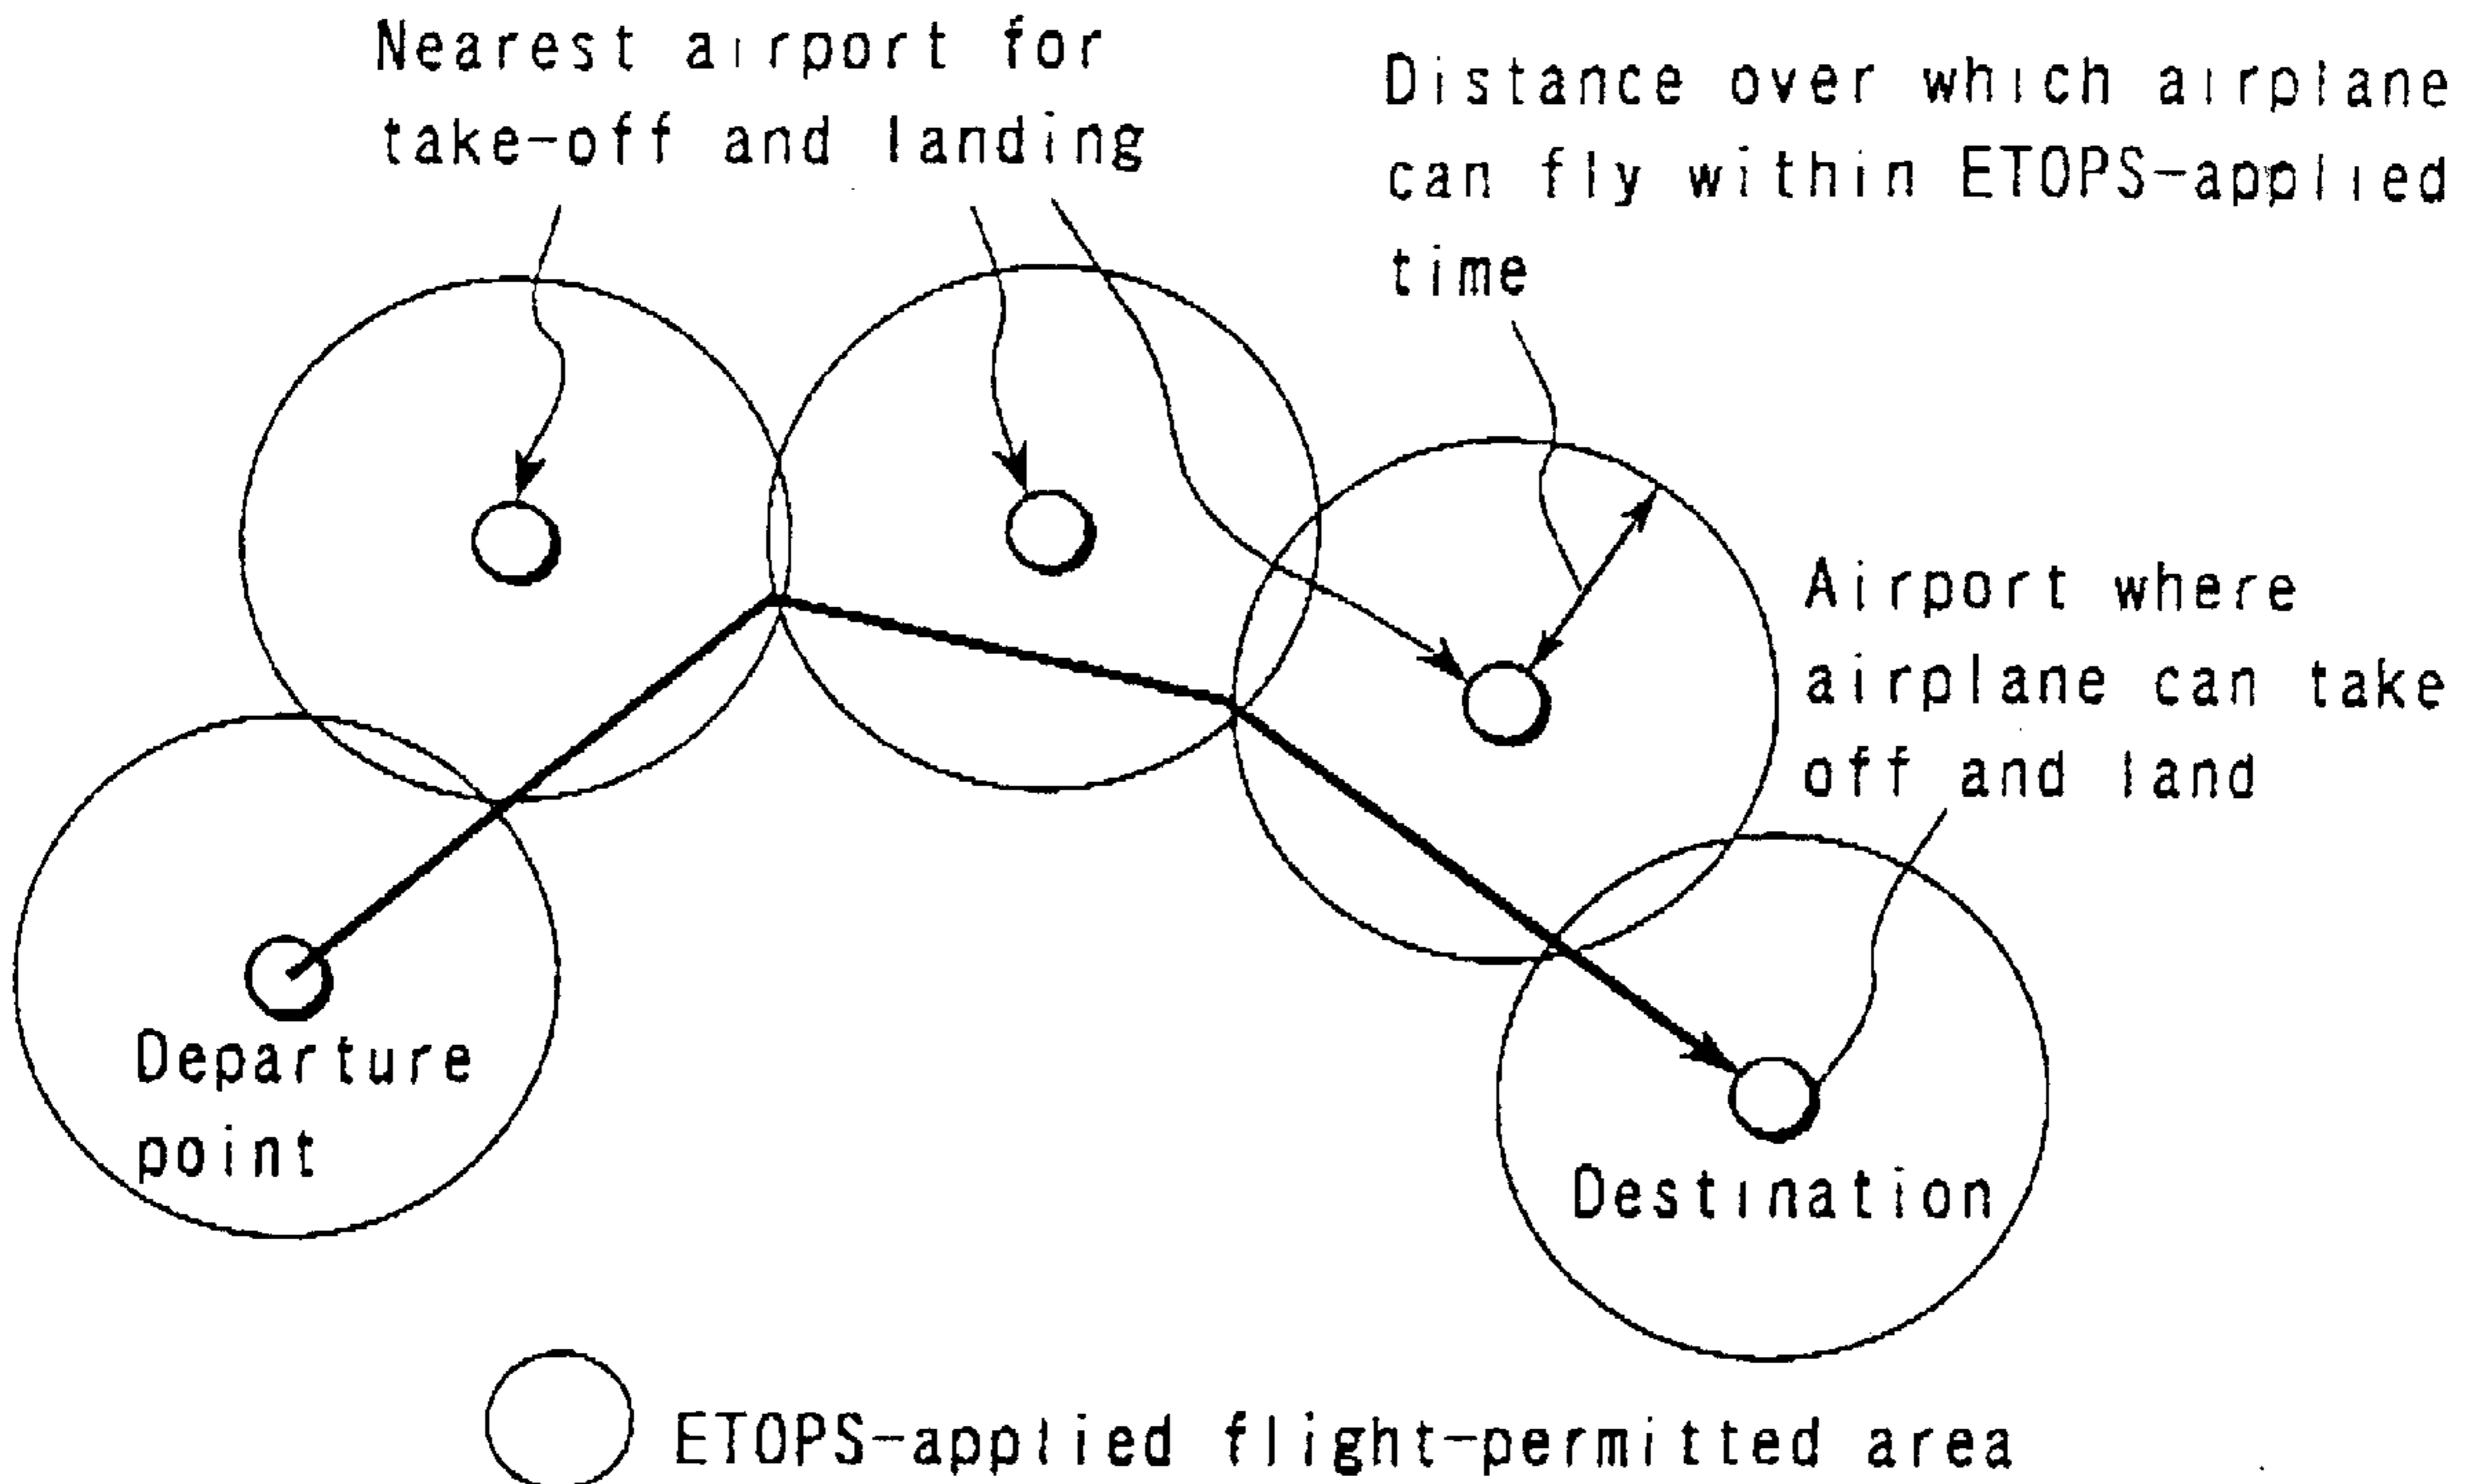 Nearest airport for
take-off and landing
Distance over which airplane
can fly within ETOPS-applied
time
Airport where
airplane can take
off and land
Departure
point
Destination
ETOPS-applied flight-permitted area